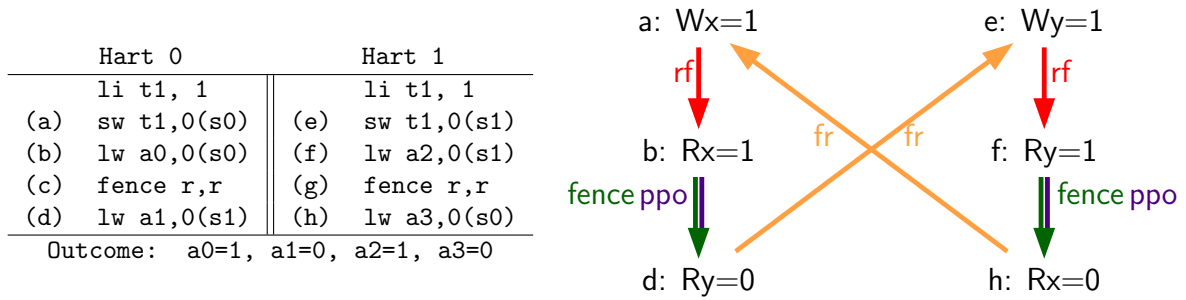 Hart 0 Hart 1
li t1, 1 li t1, 1
(a) sw t1,0(s0) (e) sw t1,0(s1)
(b) lw a0,0(s0) (f) lw a2,0(s1)
(c) fence r,r (g) fence r,r
(d) lw a1,0(s1) (h) lw a3,0(s0)
Outcome: a0=1, a1=0, a2=1, a3=0
a: Wx=1 e: Wy=1
rf rf
fr fr
b: Rx=1 f: Ry=1
fence ppo fence ppo
d: Ry=0 h: Rx=0